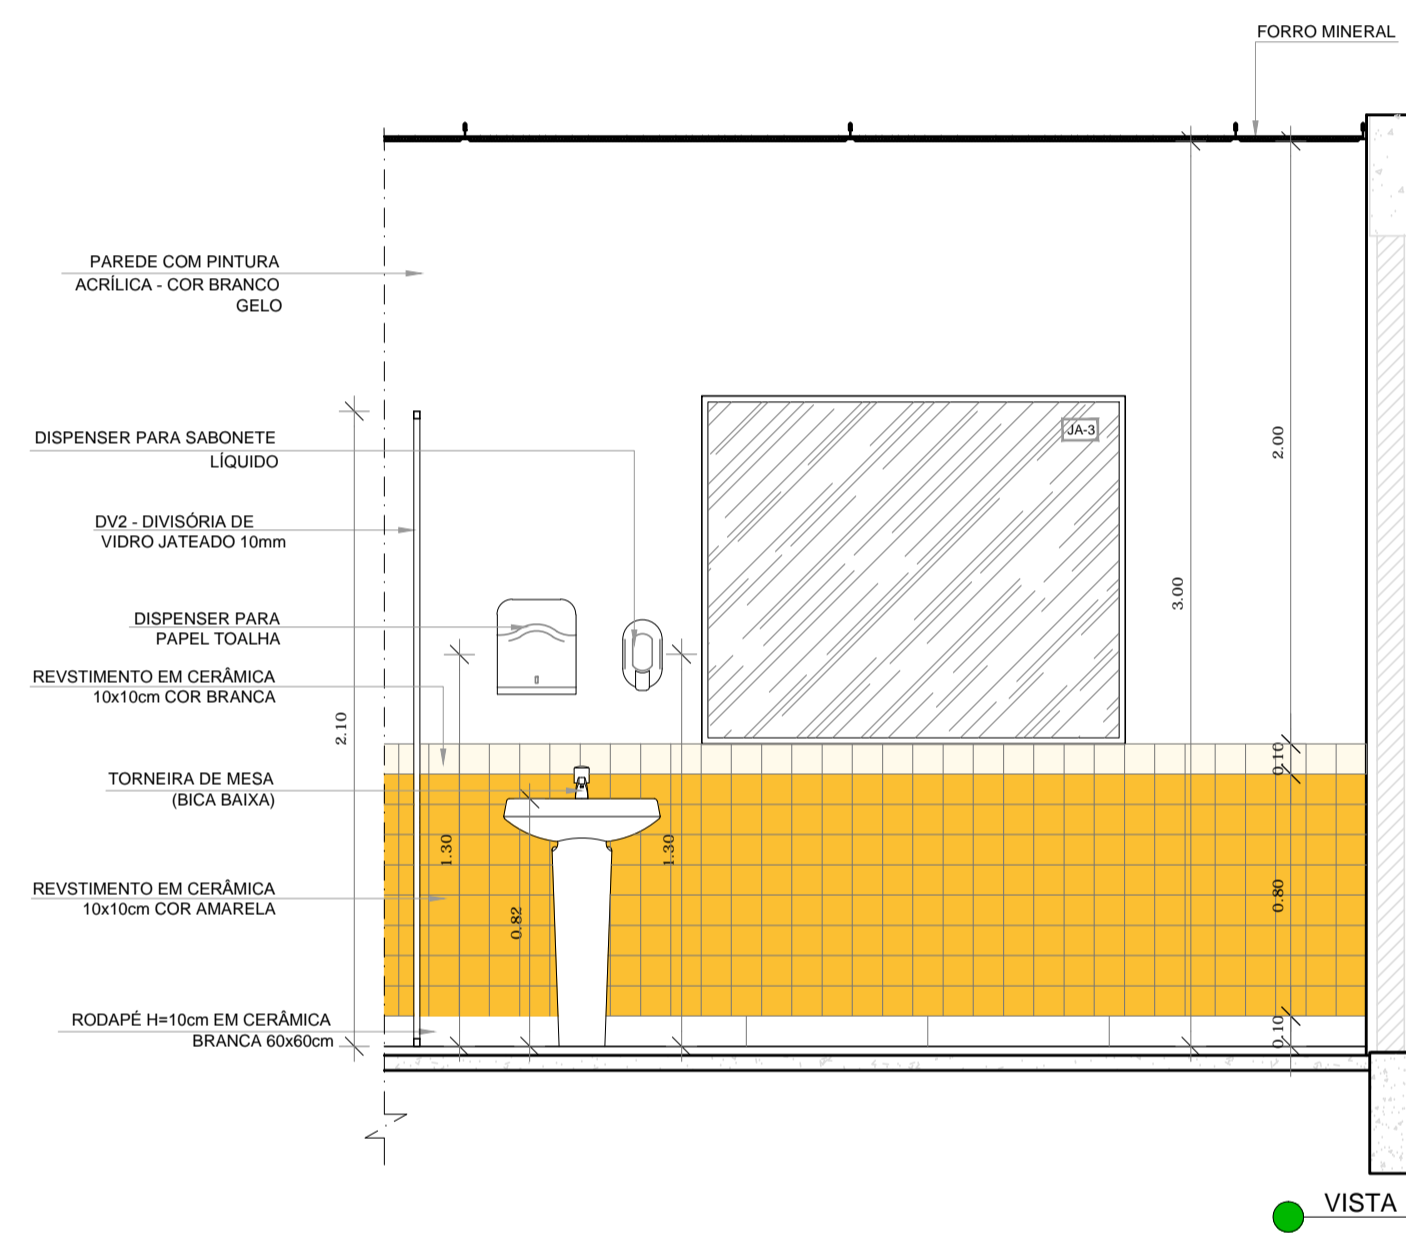 FORRO MINERAL
PAREDE COM PINTURA
ACRÍLICA - COR BRANCO
GELO
DISPENSER PARA SABONETE
LÍQUIDO
JA-3
2.00
DV2 - DIVISÓRIA DE
VIDRO JATEADO 10mm
3.00
DISPENSER PARA
PAPEL TOALHA
REVSTIMENTO EM CERÂMICA
10x10cm COR BRANCA
2.10
0.10
TORNEIRA DE MESA
(BICA BAIXA)
1.30
1.30
REVSTIMENTO EM CERÂMICA
10x10cm COR AMARELA
0.82
0.80
RODAPÉ H=10cm EM CERÂMICA
BRANCA 60x60cm
0.10
VISTA